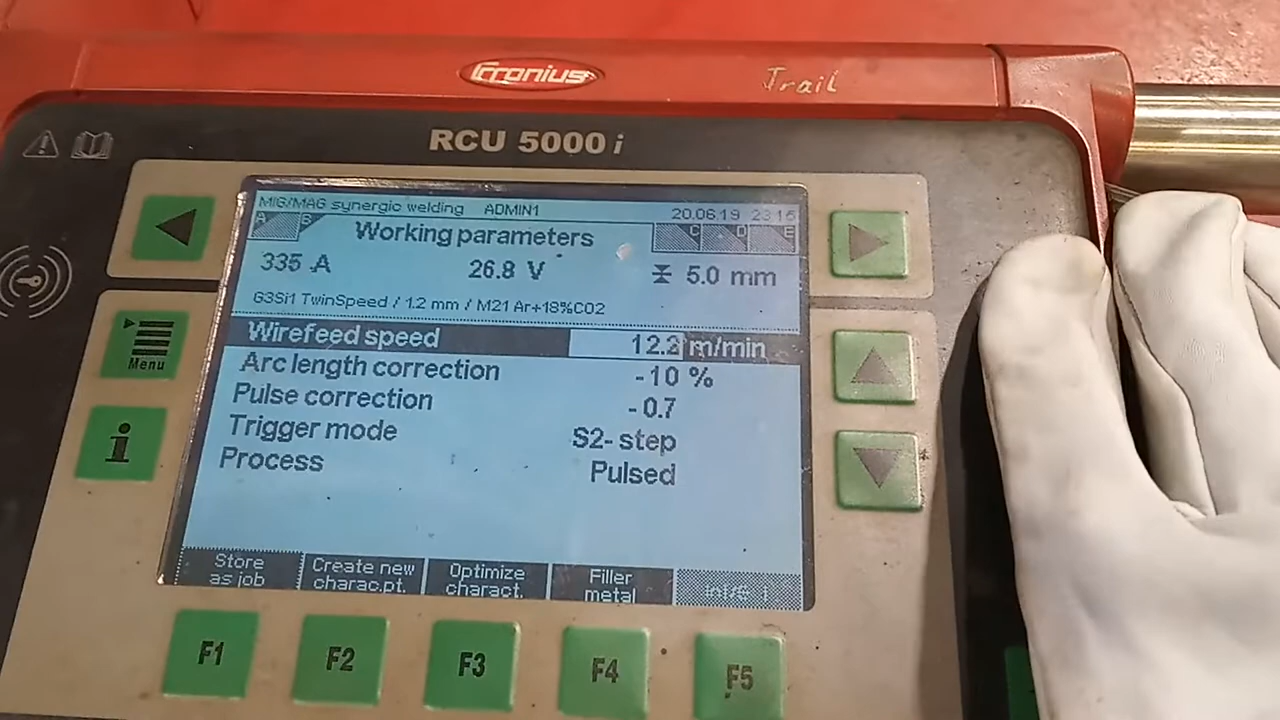 Fronius
Trail
RCU 5000 i
MIG/MAG synergic welding ADMIN1 20.06.19 23:15
A B Working parameters C D E
335 A 26.8 V 5.0 mm
G3Si1 TwinSpeed / 1.2 mm / M21 Ar+18%CO2
Wirefeed speed 12.2 m/min
Arc length correction -10 %
Pulse correction -0.7
Trigger mode S2-step
Process Pulsed
Store as job
Create new charac.pt.
Optimize charact.
Filler metal
Menu
i
F1 F2 F3 F4 F5